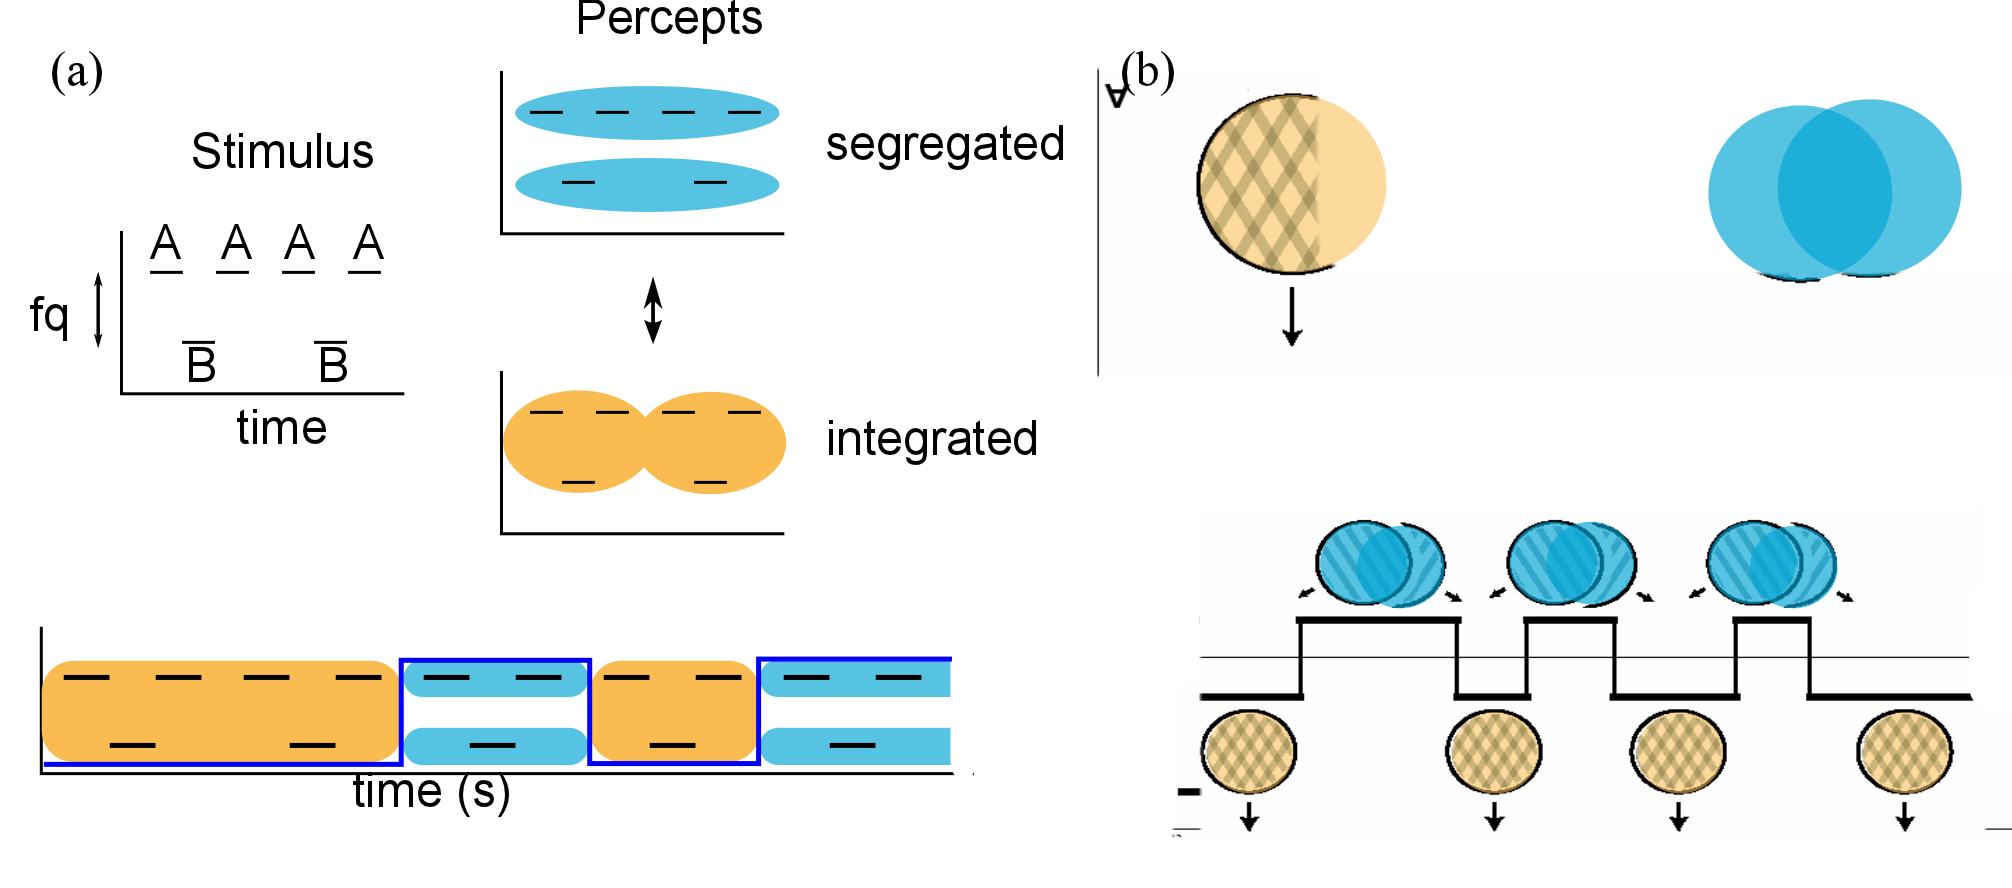 (a)
Percepts
Stimulus
A A A A
fq
B B
time
segregated
integrated
time (s)
(b)
A